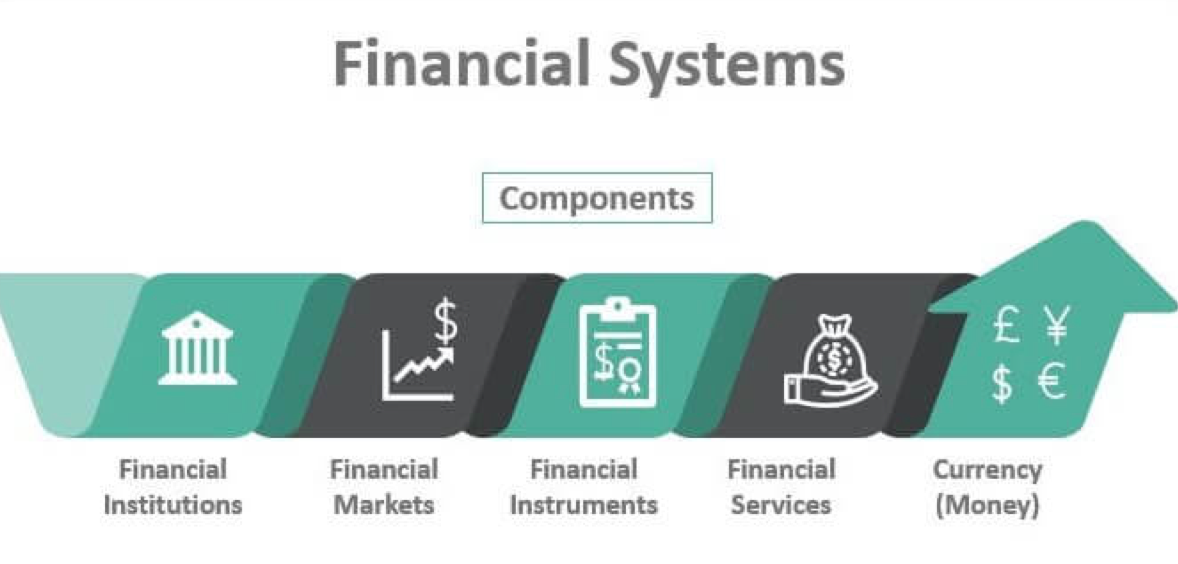 Financial Systems
Components
$
£ ¥
$
$
$ €
Financial
Institutions
Financial
Markets
Financial
Instruments
Financial
Services
Currency
(Money)